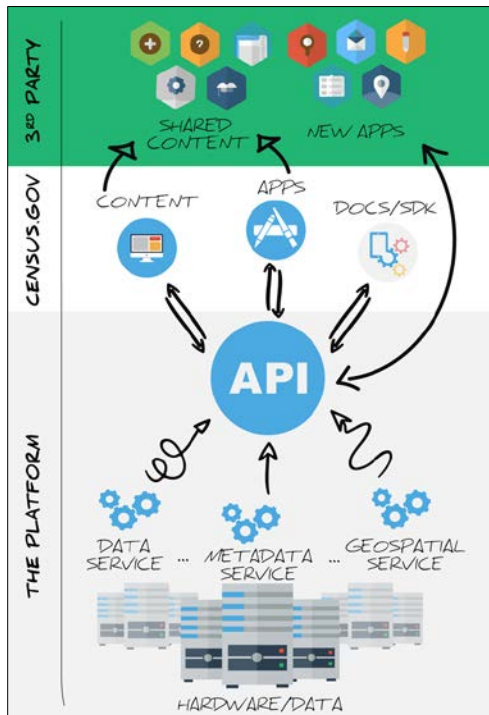 3RD PARTY
SHARED
CONTENT
NEW APPS
CENSUS.GOV
CONTENT
APPS
DOCS/SDK
API
THE PLATFORM
DATA
SERVICE
...
METADATA
SERVICE
...
GEOSPATIAL
SERVICE
HARDWARE/DATA